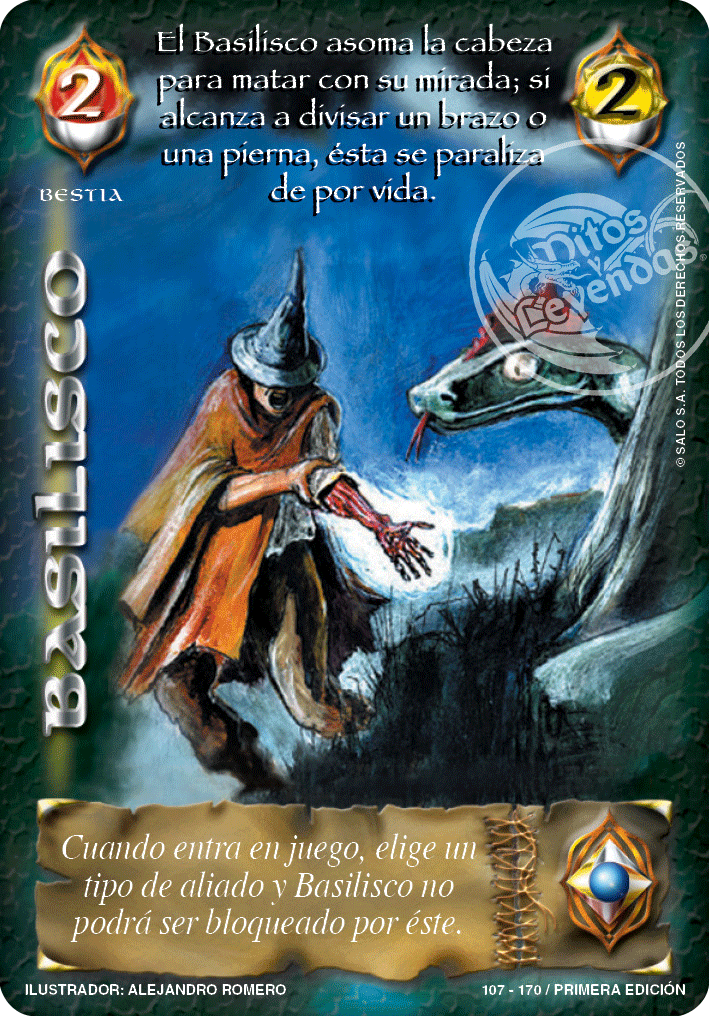 El Basilisco asoma la cabeza
para matar con su mirada; si
alcanza a divisar un brazo o
una pierna, ésta se paraliza
de por vida.
2
2
BESTIA
BASILISCO
Mitos
y
Leyendas®
© SALO S.A. TODOS LOS DERECHOS RESERVADOS
Cuando entra en juego, elige un
tipo de aliado y Basilisco no
podrá ser bloqueado por éste.
ILUSTRADOR: ALEJANDRO ROMERO
107 - 170 / PRIMERA EDICIÓN